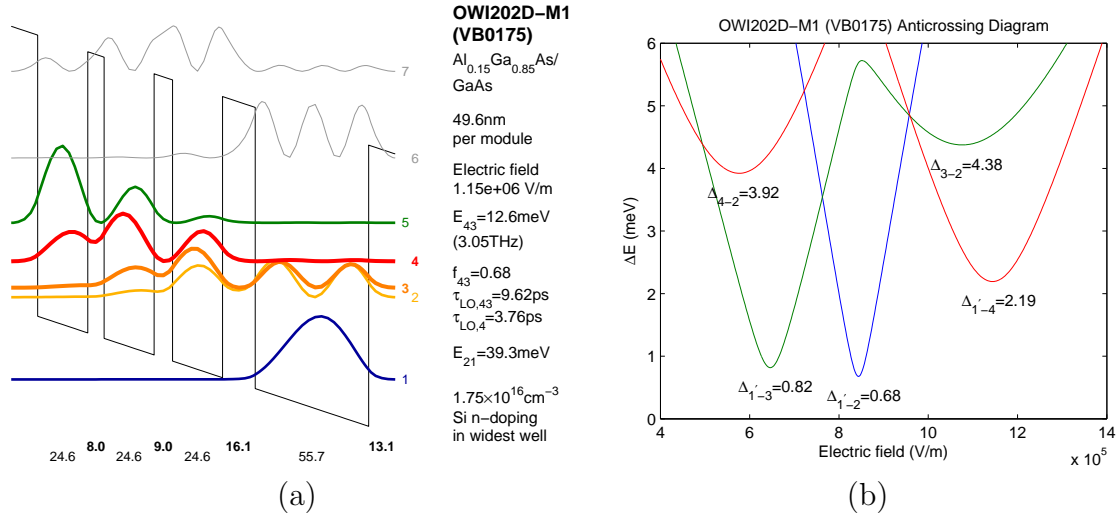 7
6
5
4
3
2
1
8.0 9.0 16.1 13.1
24.6 24.6 24.6 55.7
OWI202D−M1
(VB0175)
Al0.15Ga0.85As/
GaAs
49.6nm
per module
Electric field
1.15e+06 V/m
E43=12.6meV
(3.05THz)
f43=0.68
τLO,43=9.62ps
τLO,4=3.76ps
E21=39.3meV
1.75×10^16cm^−3
Si n−doping
in widest well
(a)
OWI202D−M1 (VB0175) Anticrossing Diagram
6
5
4
3
2
1
0
ΔE (meV)
Δ4−2=3.92
Δ3−2=4.38
Δ1′−4=2.19
Δ1′−3=0.82
Δ1′−2=0.68
4 6 8 10 12 14
Electric field (V/m)
x 10^5
(b)